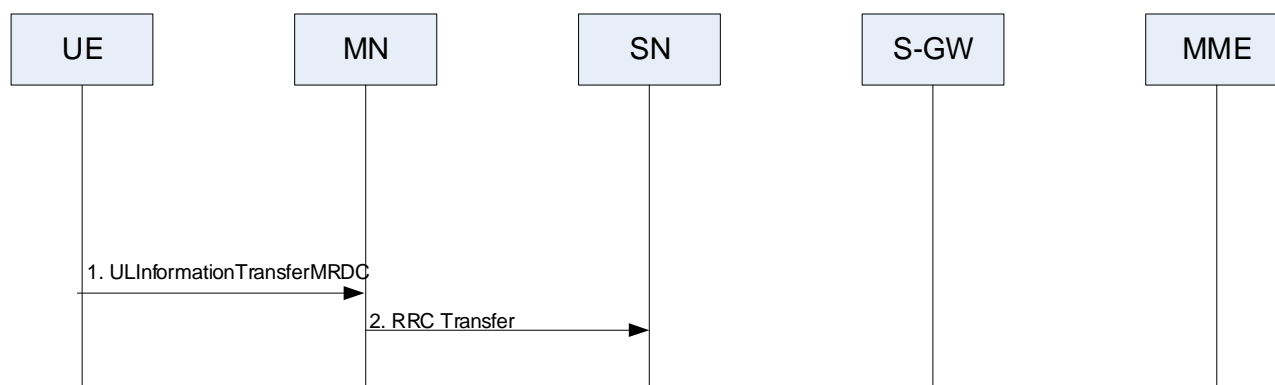 UE
MN
SN
S-GW
MME
1. ULInformationTransferMRDC
2. RRC Transfer